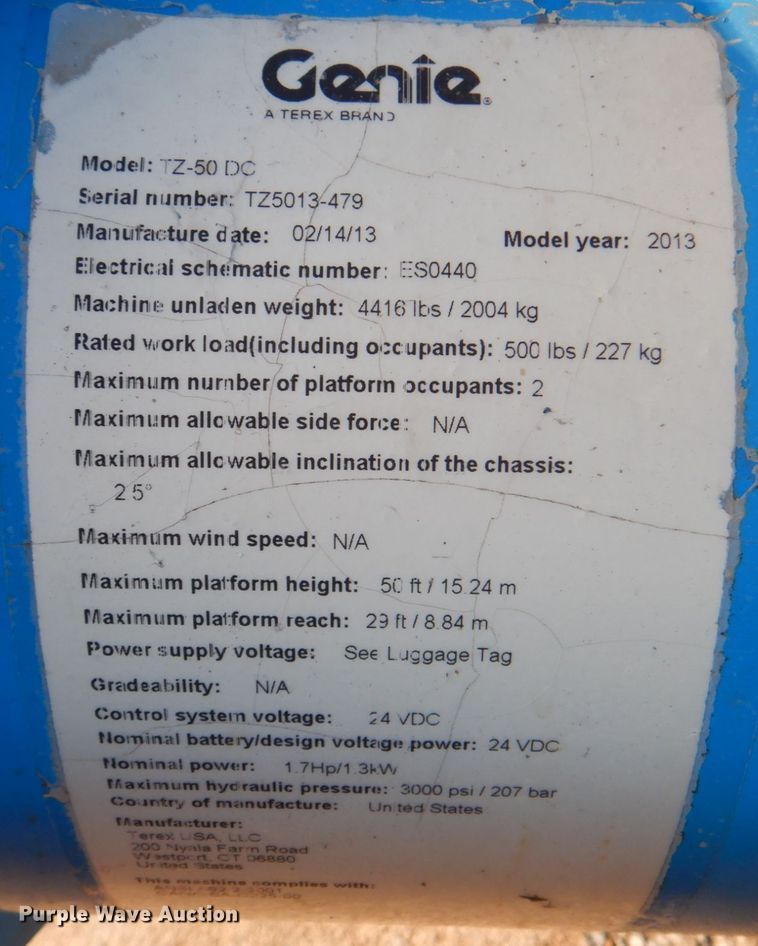 Genie
A TEREX BRAND
Model: TZ-50 DC
Serial number: TZ5013-479
Manufacture date: 02/14/13 Model year: 2013
Electrical schematic number: ES0440
Machine unladen weight: 4416 lbs / 2004 kg
Rated work load(including occupants): 500 lbs / 227 kg
Maximum number of platform occupants: 2
Maximum allowable side force: N/A
Maximum allowable inclination of the chassis:
2.5°
Maximum wind speed: N/A
Maximum platform height: 50 ft / 15.24 m
Maximum platform reach: 29 ft / 8.84 m
Power supply voltage: See Luggage Tag
Gradeability: N/A
Control system voltage: 24 VDC
Nominal battery/design voltage power: 24 VDC
Nominal power: 1.7Hp/1.3kW
Maximum hydraulic pressure: 3000 psi / 207 bar
Country of manufacture: United States
Manufacturer:
Terex USA, LLC
200 Nyala Farm Road
Westport, CT 06880
United States
This machine complies with:
Purple Wave Auction